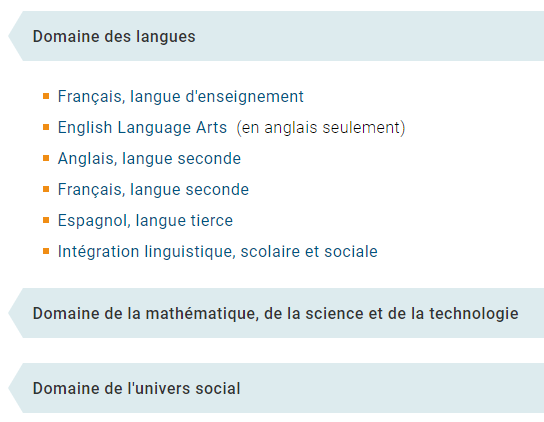 Domaine des langues
Français, langue d'enseignement
English Language Arts (en anglais seulement)
Anglais, langue seconde
Français, langue seconde
Espagnol, langue tierce
Intégration linguistique, scolaire et sociale
Domaine de la mathématique, de la science et de la technologie
Domaine de l'univers social